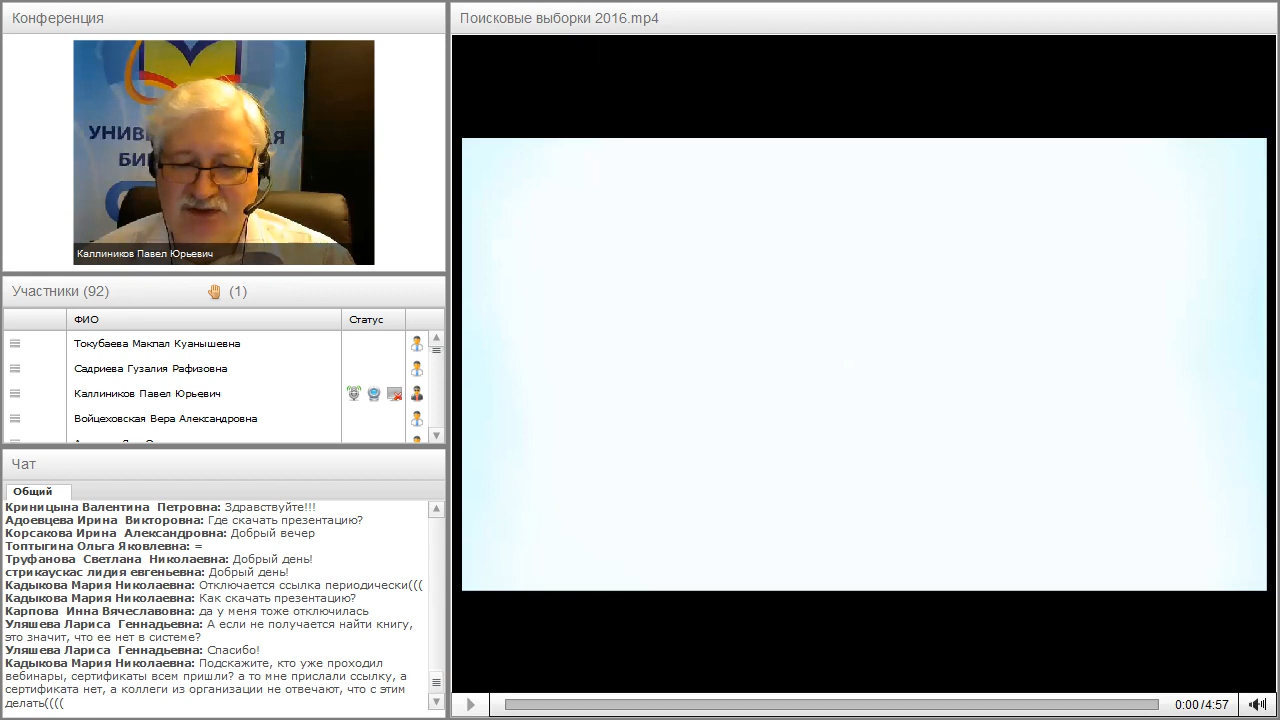 Конференция
УНИВ
БИ
Каллиников Павел Юрьевич
Участники (92)
(1)
ФИО
Статус
Токубаева Макпал Куанышевна
Садриева Гузалия Рафизовна
Каллиников Павел Юрьевич
Войцеховская Вера Александровна
Чат
Общий
Криницына Валентина Петровна: Здравствуйте!!!
Адоевцева Ирина Викторовна: Где скачать презентацию?
Корсакова Ирина Александровна: Добрый вечер
Топтыгина Ольга Яковлевна: =
Труфанова Светлана Николаевна: Добрый день!
стрикаускас лидия евгеньевна: Добрый день!
Кадыкова Мария Николаевна: Отключается ссылка периодически(((
Кадыкова Мария Николаевна: Как скачать презентацию?
Карпова Инна Вячеславовна: да у меня тоже отключилась
Уляшева Лариса Геннадьевна: А если не получается найти книгу,
это значит, что ее нет в системе?
Уляшева Лариса Геннадьевна: Спасибо!
Кадыкова Мария Николаевна: Подскажите, кто уже проходил
вебинары, сертификаты всем пришли? а то мне прислали ссылку, а
сертификата нет, а коллеги из организации не отвечают, что с этим
делать((((
Поисковые выборки 2016.mp4
0:00/4:57